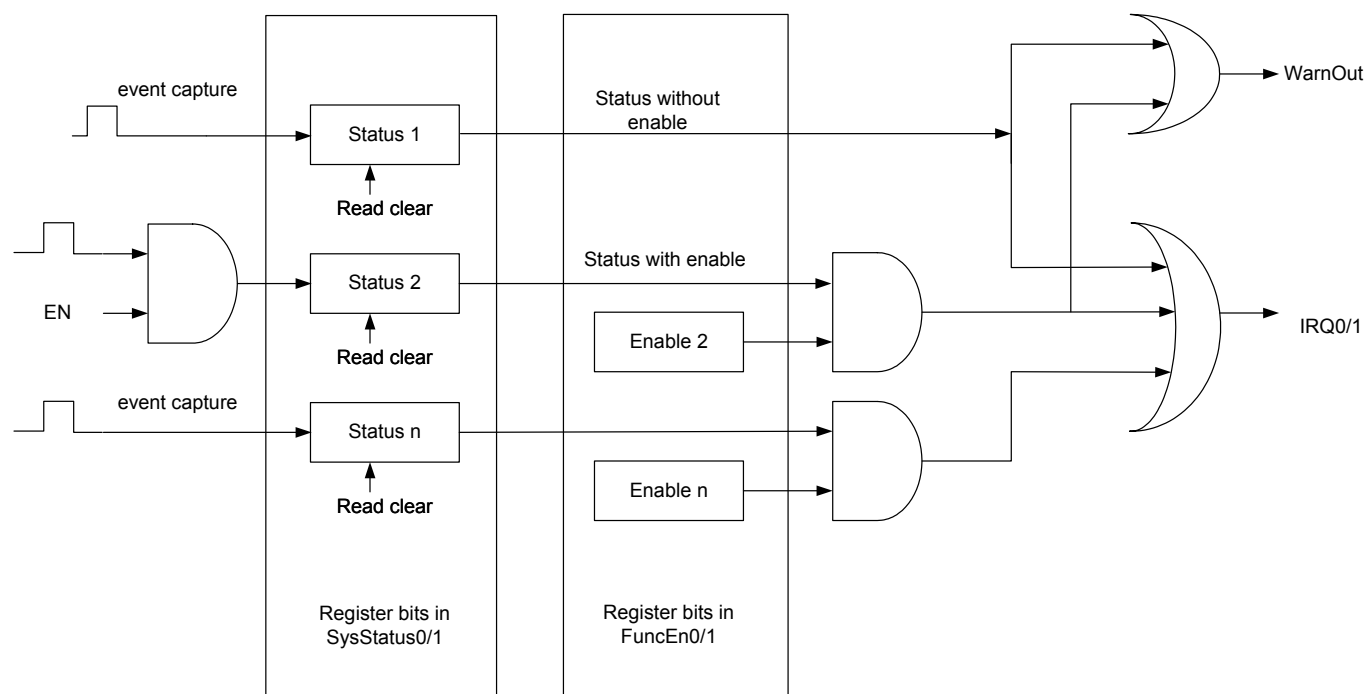 event capture
Status 1
Read clear
Status without
enable
WarnOut
EN
Status 2
Read clear
Status with enable
Enable 2
IRQ0/1
event capture
Status n
Read clear
Enable n
Register bits in
SysStatus0/1
Register bits in
FuncEn0/1